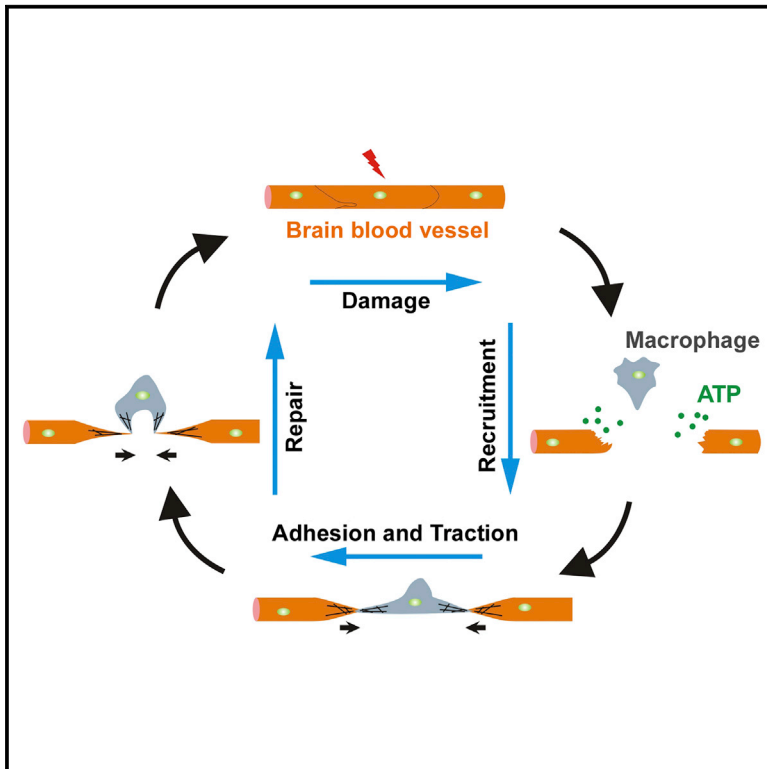 Brain blood vessel
Damage
Macrophage
ATP
Recruitment
Repair
Adhesion and Traction